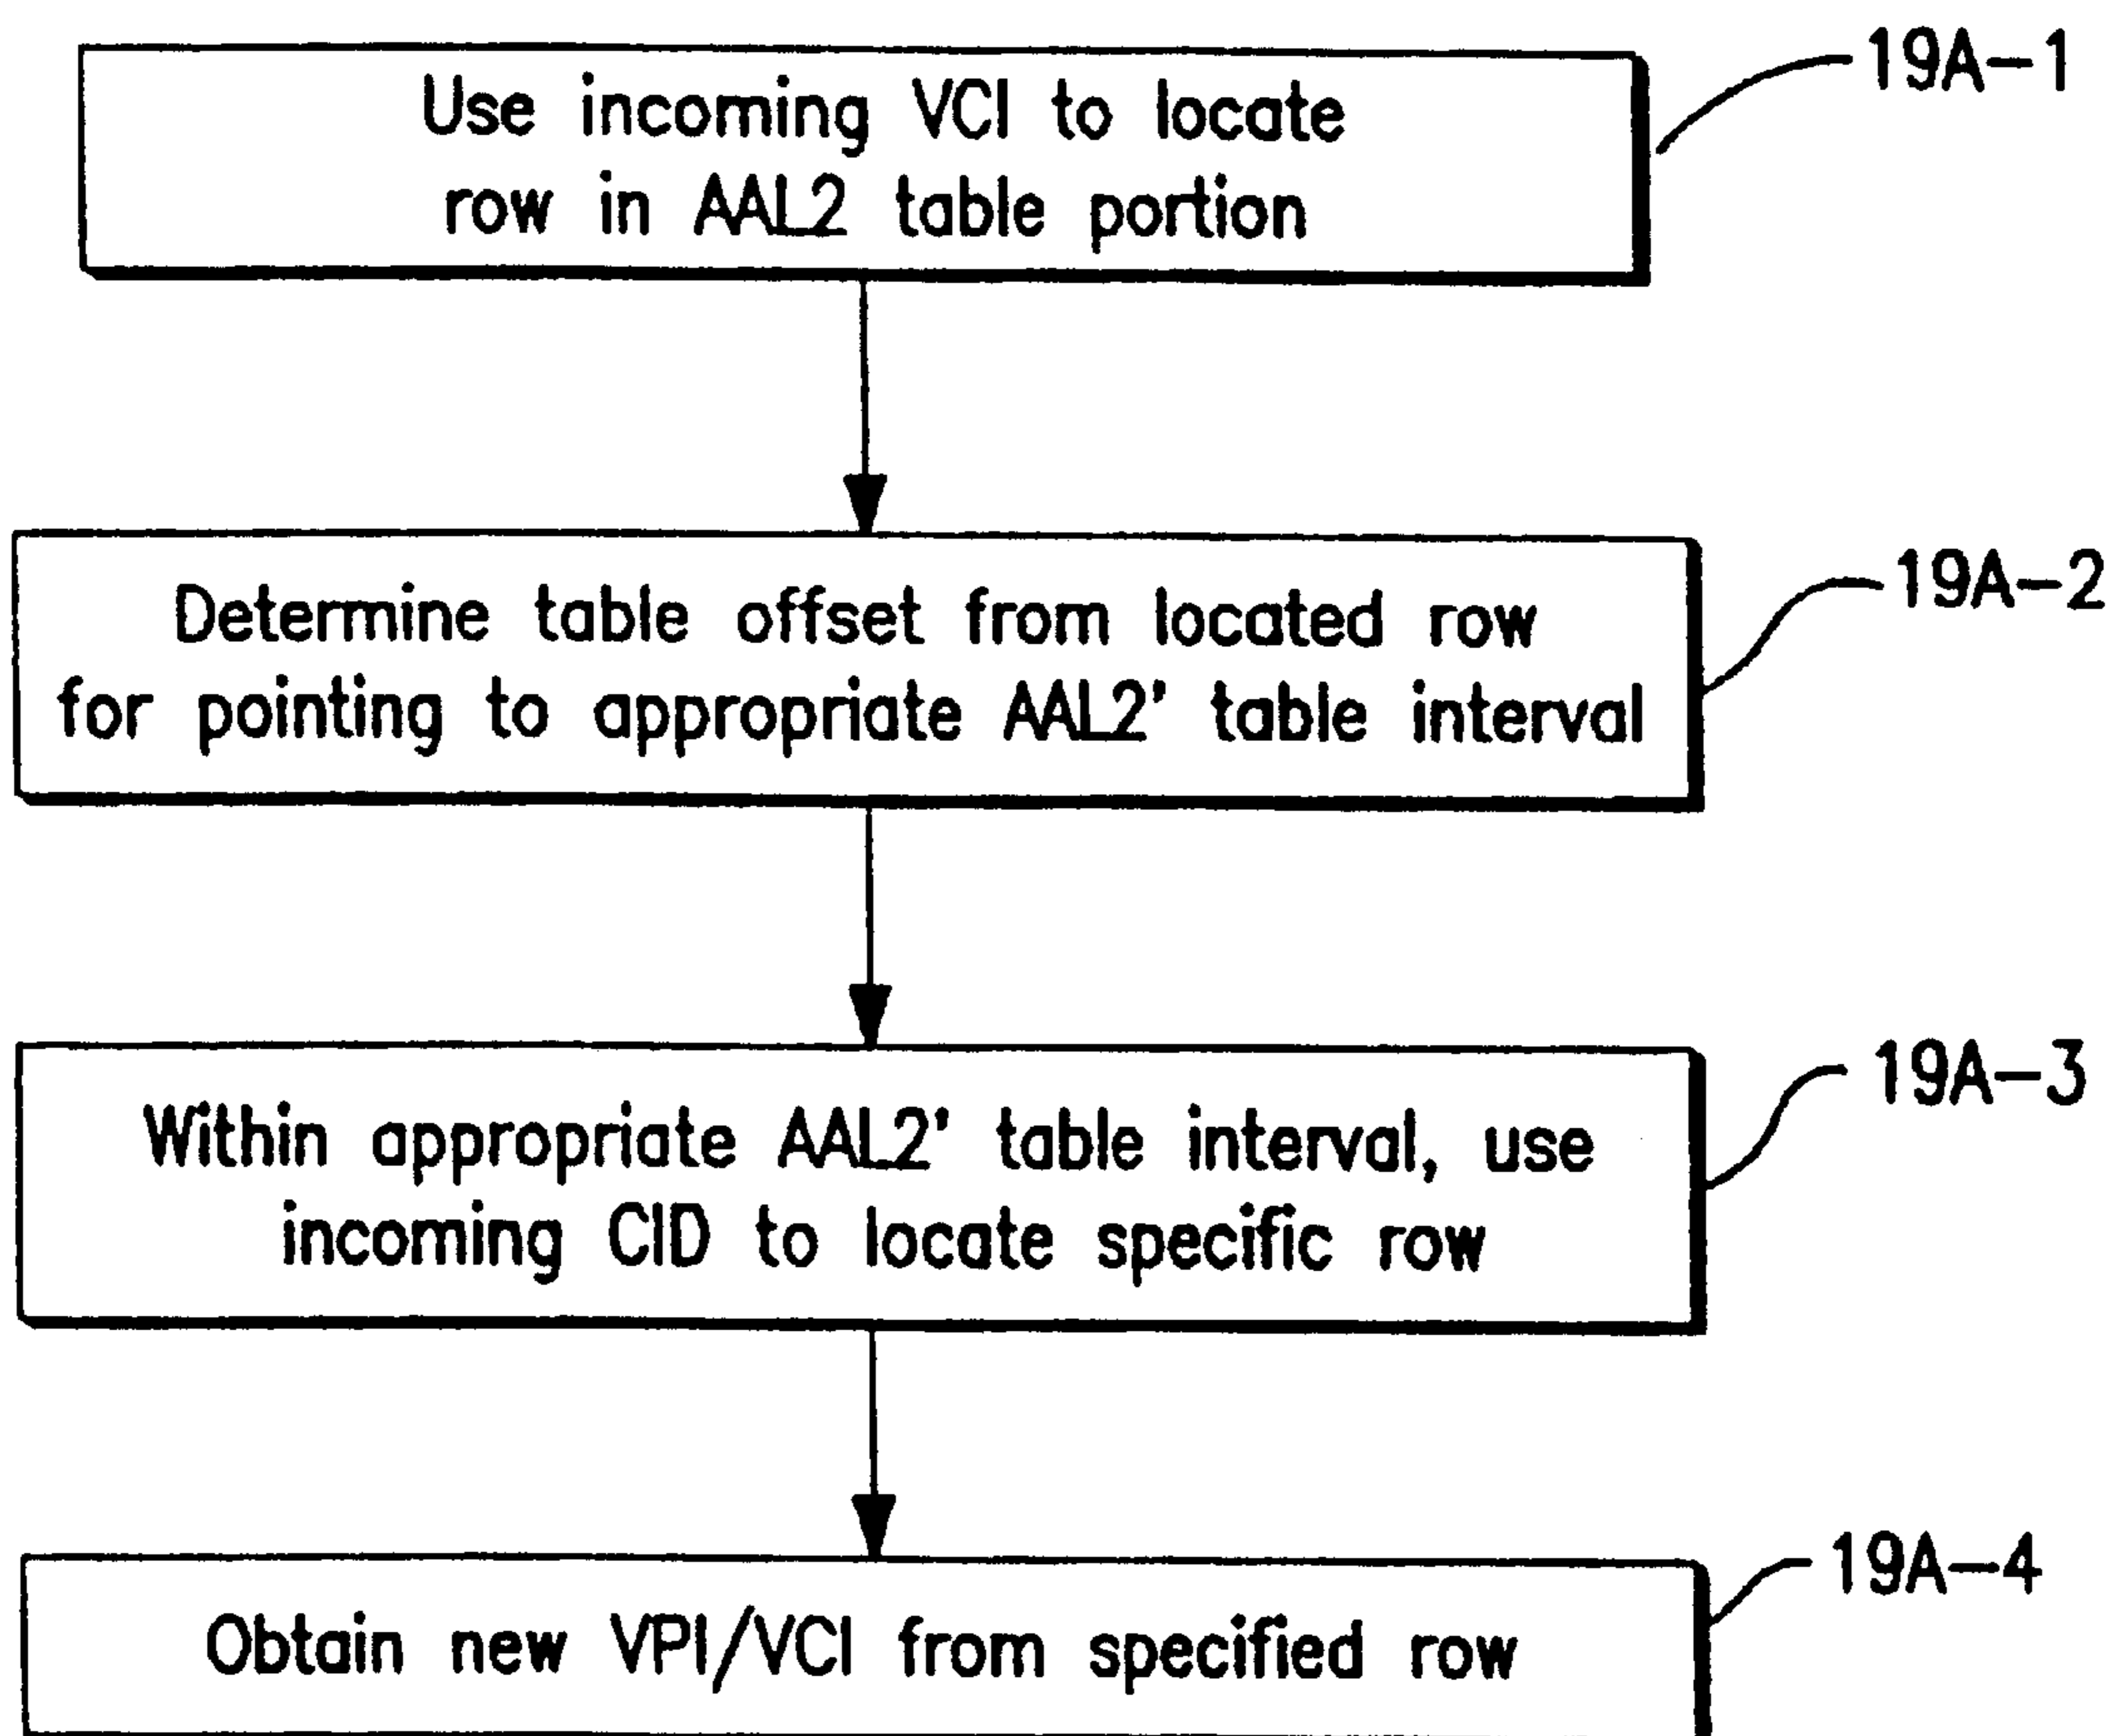 Use incoming VCI to locate
row in AAL2 table portion
19A-1
Determine table offset from located row
for pointing to appropriate AAL2' table interval
19A-2
Within appropriate AAL2' table interval, use
incoming CID to locate specific row
19A-3
Obtain new VPI/VCI from specified row
19A-4